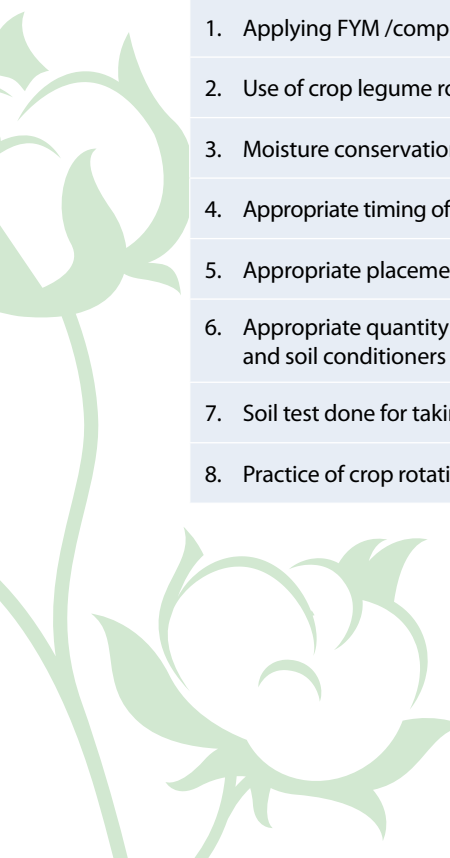 1. Applying FYM /comp
2. Use of crop legume ro
3. Moisture conservation
4. Appropriate timing of
5. Appropriate placeme
6. Appropriate quantity
and soil conditioners
7. Soil test done for takin
8. Practice of crop rotati